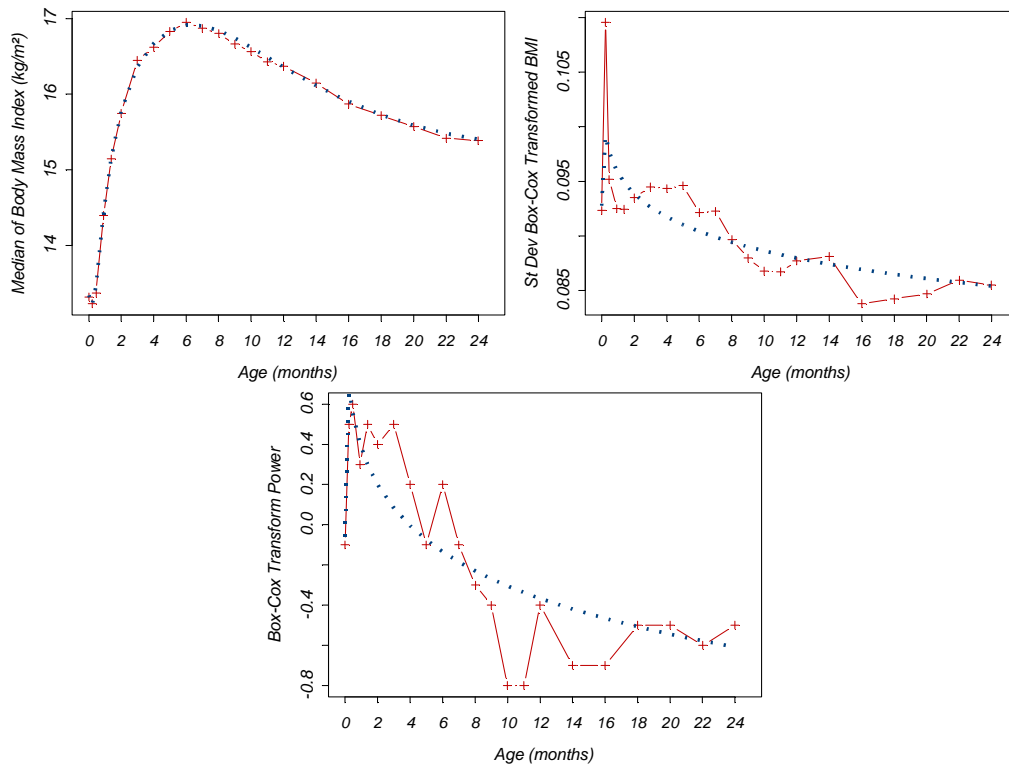 Median of Body Mass Index (kg/m²)
17
16
15
14
0 2 4 6 8 10 12 14 16 18 20 22 24
Age (months)
St Dev Box-Cox Transformed BMI
0.105
0.095
0.085
0 2 4 6 8 10 12 14 16 18 20 22 24
Age (months)
Box-Cox Transform Power
0.6
0.2
0.0
-0.4
-0.8
0 2 4 6 8 10 12 14 16 18 20 22 24
Age (months)